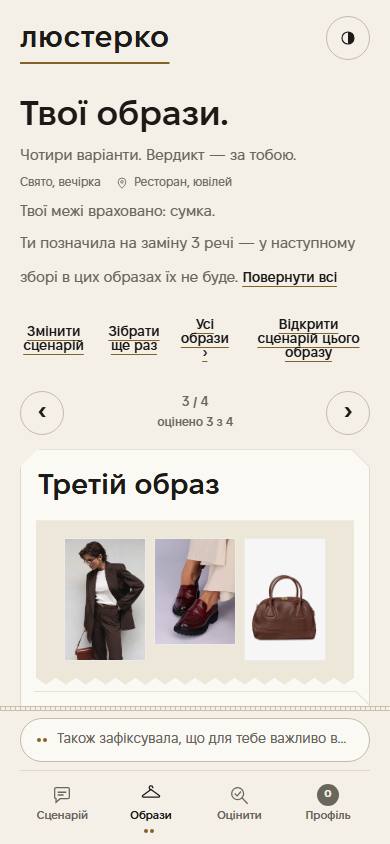 люстерко
Твої образи.
Чотири варіанти. Вердикт — за тобою.
Свято, вечірка Ресторан, ювілей
Твої межі враховано: сумка.
Ти позначила на заміну 3 речі — у наступному
зборі в цих образах їх не буде. Повернути всі
Змінити сценарій
Зібрати ще раз
Усі образи ›
Відкрити сценарій цього образу
‹ 3 / 4 ›
оцінено 3 з 4
Третій образ
Також зафіксувала, що для тебе важливо в...
Сценарій Образи Оцінити 0 Профіль